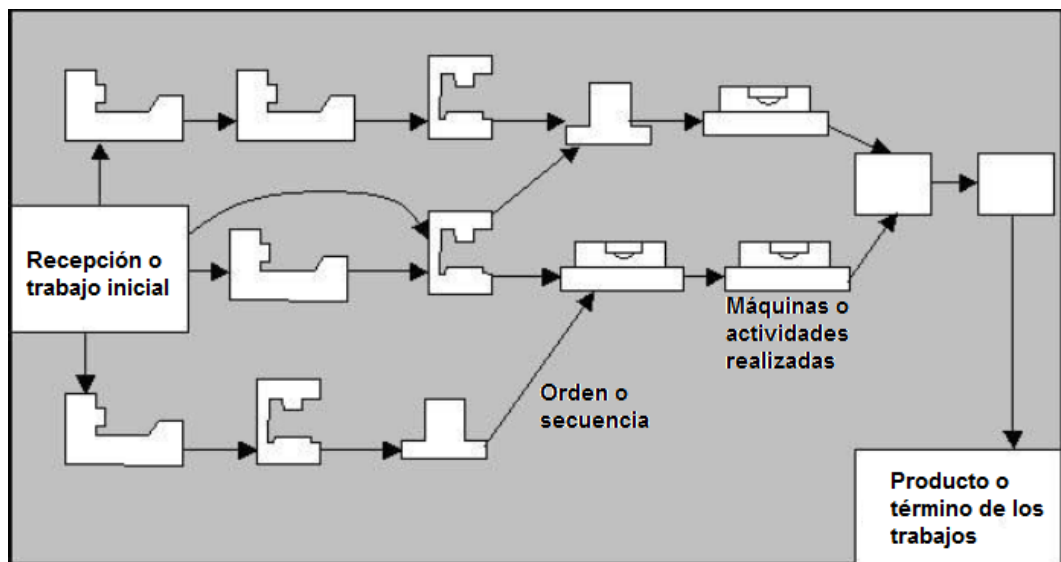 Recepción o
trabajo inicial
Máquinas o
actividades
realizadas
Orden o
secuencia
Producto o
término de los
trabajos